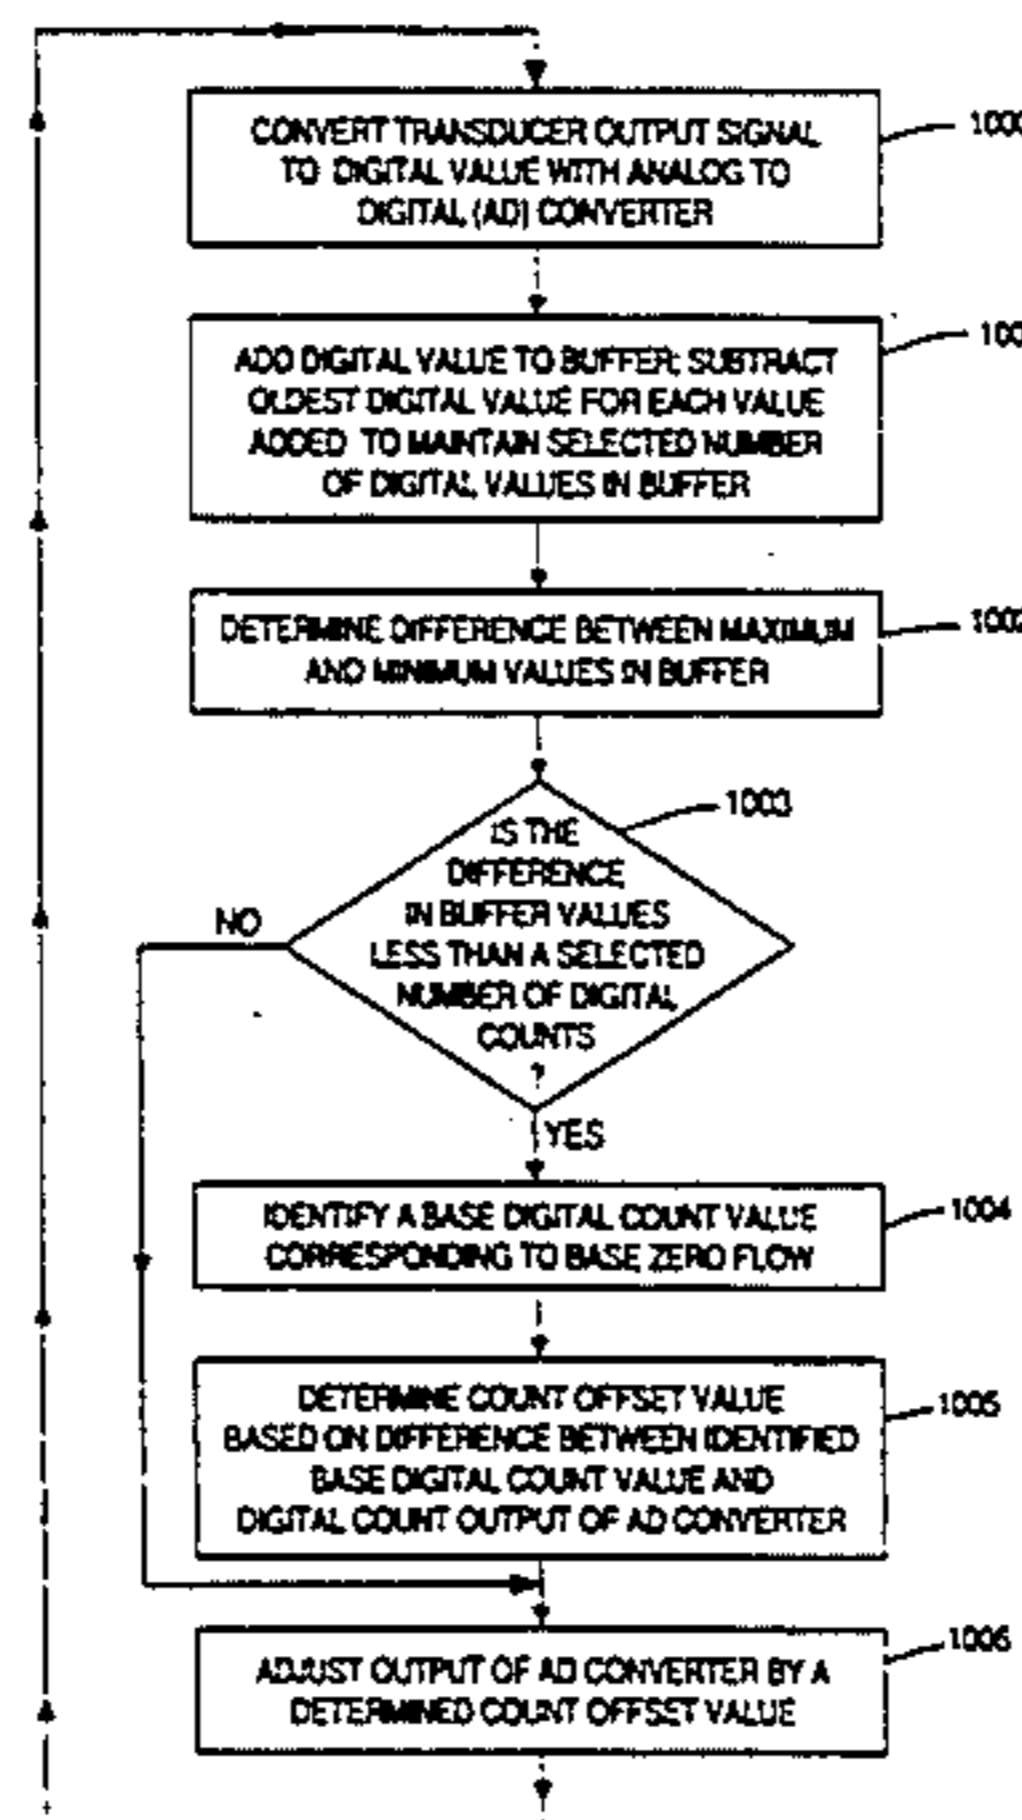 CONVERT TRANSDUCER OUTPUT SIGNAL
TO DIGITAL VALUE WITH ANALOG TO
DIGITAL (AD) CONVERTER
1000
ADD DIGITAL VALUE TO BUFFER; SUBTRACT
OLDEST DIGITAL VALUE FOR EACH VALUE
ADDED TO MAINTAIN SELECTED NUMBER
OF DIGITAL VALUES IN BUFFER
DETERMINE DIFFERENCE BETWEEN MAXIMUM
AND MINIMUM VALUES IN BUFFER
1002
IS THE
DIFFERENCE
IN BUFFER VALUES
LESS THAN A SELECTED
NUMBER OF DIGITAL
COUNTS
?
1003
NO
YES
IDENTIFY A BASE DIGITAL COUNT VALUE
CORRESPONDING TO BASE ZERO FLOW
1004
DETERMINE COUNT OFFSET VALUE
BASED ON DIFFERENCE BETWEEN IDENTIFIED
BASE DIGITAL COUNT VALUE AND
DIGITAL COUNT OUTPUT OF AD CONVERTER
1005
ADJUST OUTPUT OF AD CONVERTER BY A
DETERMINED COUNT OFFSET VALUE
1006